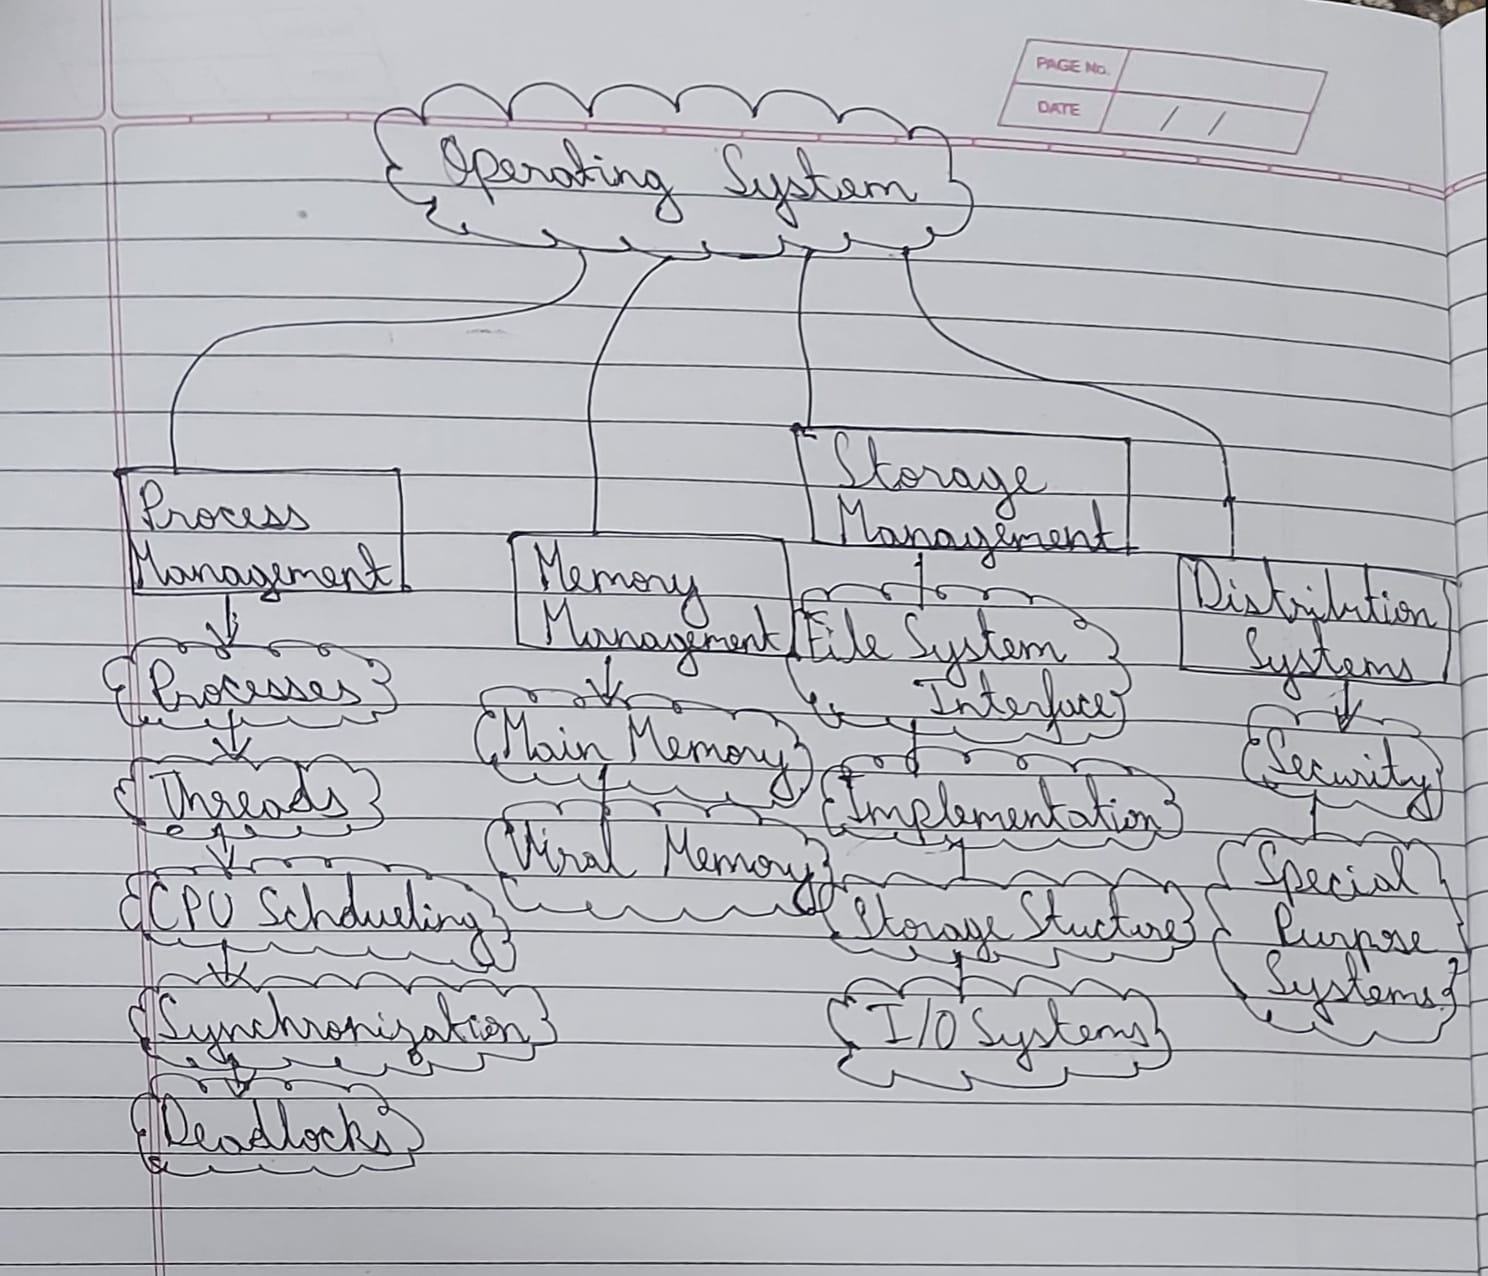 PAGE No.
DATE / /
Operating System
Process
Management
Processes
Threads
CPU Schdueling
Synchronization
Deadlocks
Memory
Management
Main Memory
Viral Memory
Storage
Management
File System
Interface
Implementation
Storage Stucture
I/O Systems
Distribution
Systems
Security
Special
Purpose
Systems